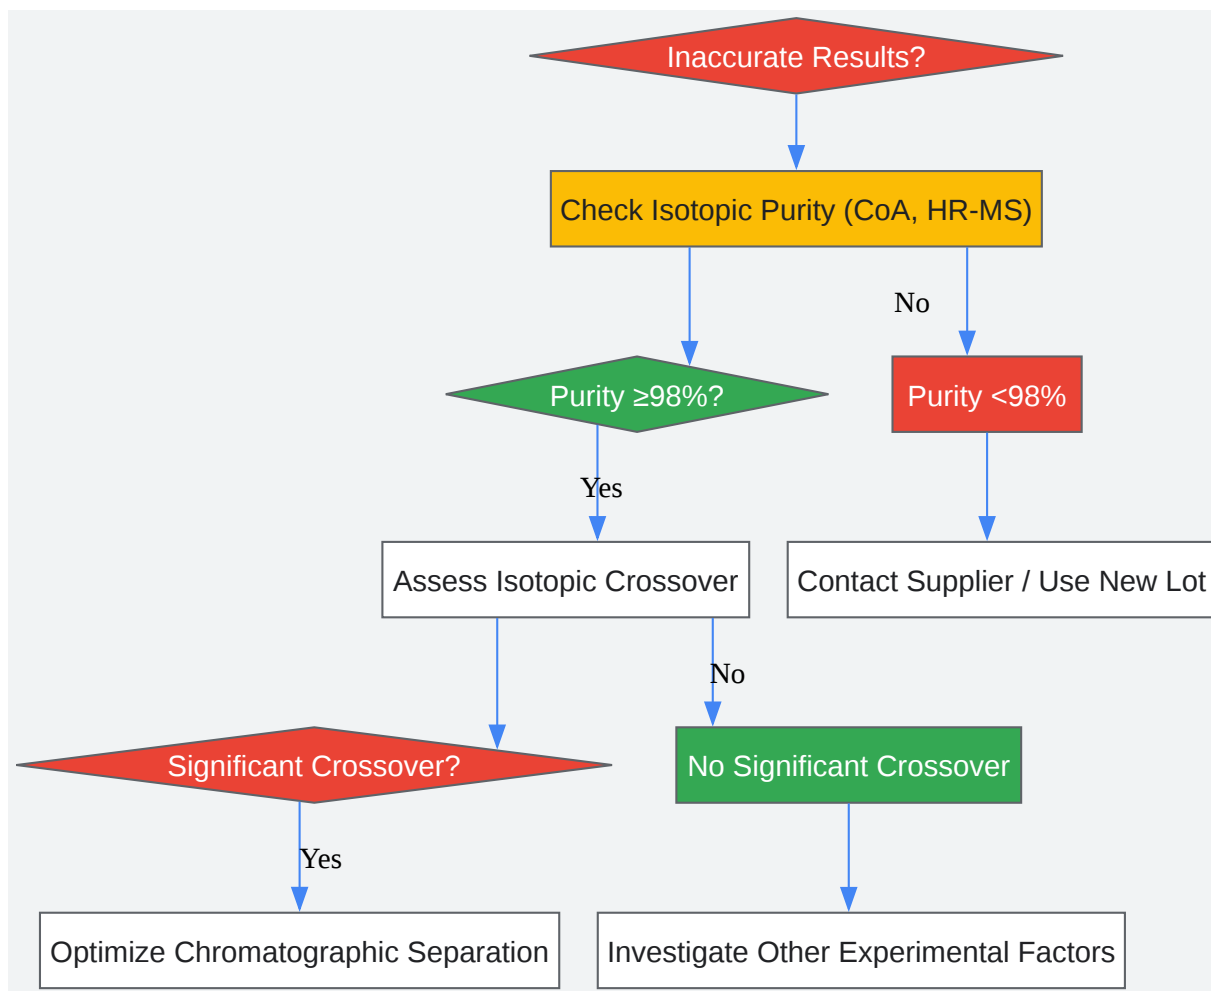 Inaccurate Results?
Check Isotopic Purity (CoA, HR-MS)
No
Purity ≥98%?
Purity <98%
Yes
Assess Isotopic Crossover
Contact Supplier / Use New Lot
No
Significant Crossover?
No Significant Crossover
Yes
Optimize Chromatographic Separation
Investigate Other Experimental Factors